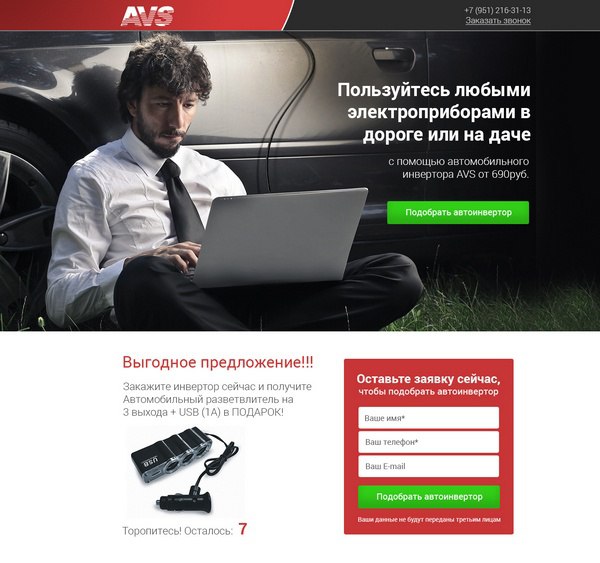 AVS
+7 (951) 216-31-13
Заказать звонок
Пользуйтесь любыми
электроприборами в
дороге или на даче
с помощью автомобильного
инвертора AVS от 690руб.
Подобрать автоинвертор
Выгодное предложение!!!
Закажите инвертор сейчас и получите
Автомобильный разветвлитель на
3 выхода + USB (1A) в ПОДАРОК!
USB
Торопитесь! Осталось: 7
Оставьте заявку сейчас,
чтобы подобрать автоинвертор
Ваше имя*
Ваш телефон*
Ваш E-mail
Подобрать автоинвертор
Ваши данные не будут переданы третьим лицам